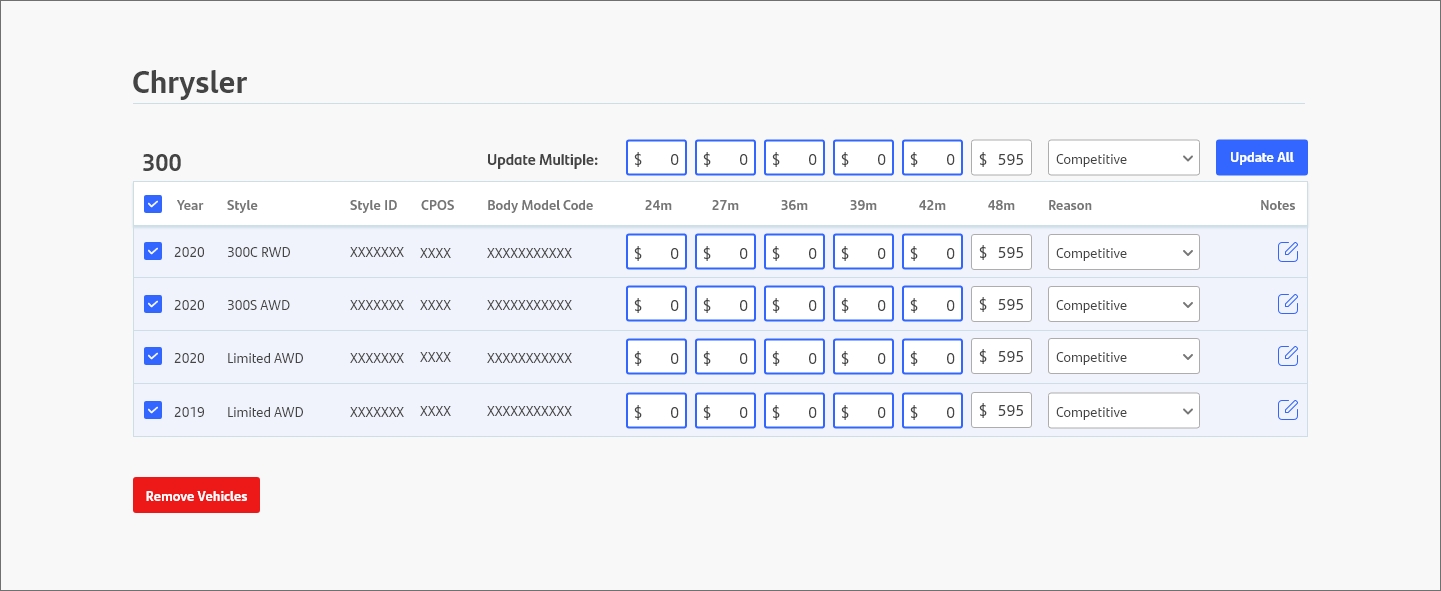 Chrysler
300 Update Multiple: $ 0 $ 0 $ 0 $ 0 $ 0 $ 595 Competitive Update All
Year Style Style ID CPOS Body Model Code 24m 27m 36m 39m 42m 48m Reason Notes
2020 300C RWD XXXXXXX XXXX XXXXXXXXXXX $ 0 $ 0 $ 0 $ 0 $ 0 $ 595 Competitive
2020 300S AWD XXXXXXX XXXX XXXXXXXXXXX $ 0 $ 0 $ 0 $ 0 $ 0 $ 595 Competitive
2020 Limited AWD XXXXXXX XXXX XXXXXXXXXXX $ 0 $ 0 $ 0 $ 0 $ 0 $ 595 Competitive
2019 Limited AWD XXXXXXX XXXX XXXXXXXXXXX $ 0 $ 0 $ 0 $ 0 $ 0 $ 595 Competitive
Remove Vehicles